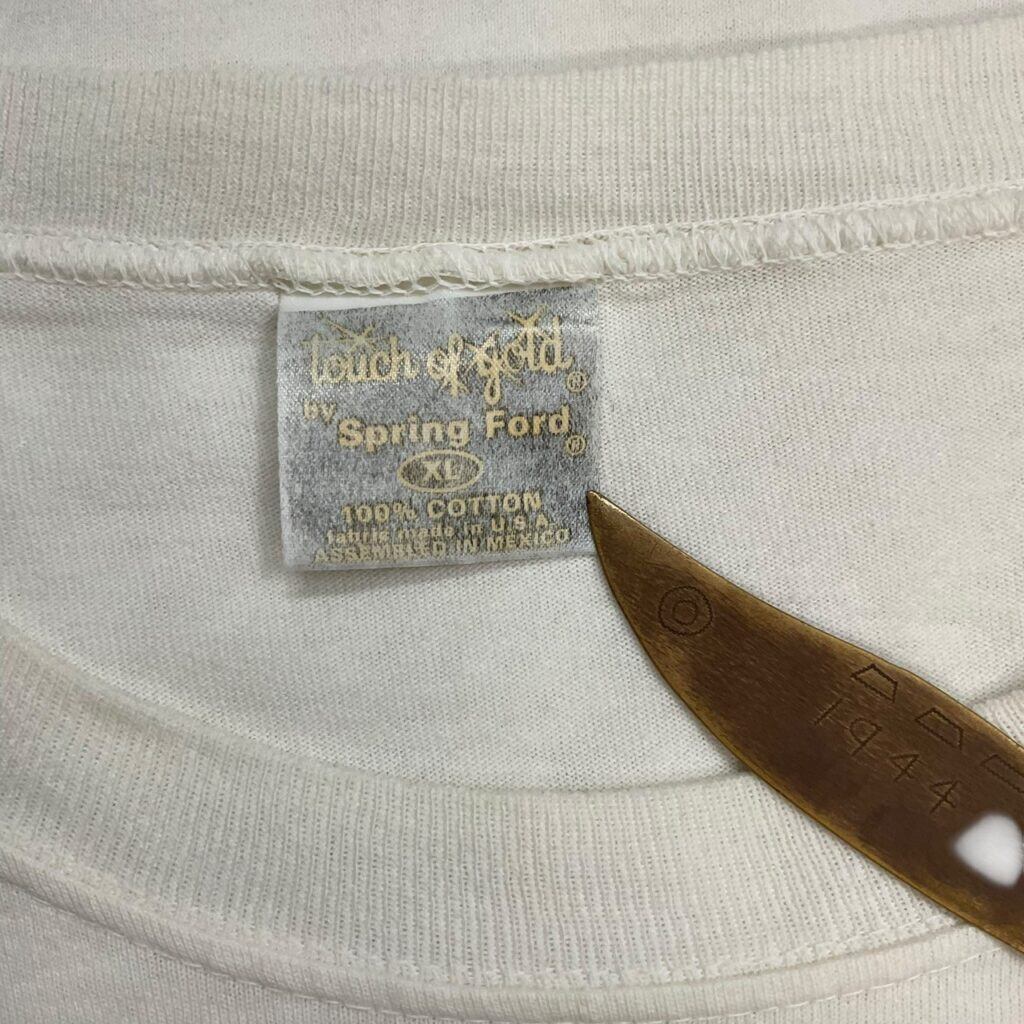 touch of gold®
by Spring Ford®
XL
100% COTTON
fabric made in U.S.A.
ASSEMBLED IN MEXICO
1944